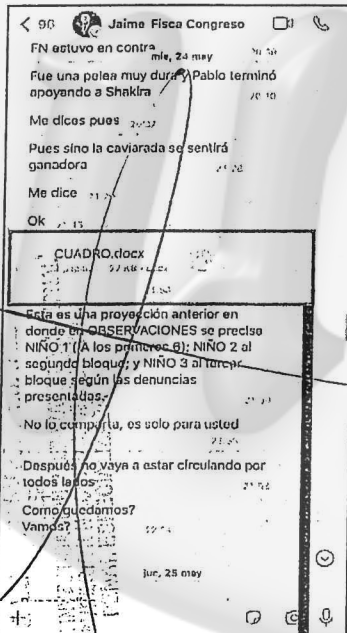 < 90 Jaime Fisca Congreso
FN estuvo en contra
mié, 24 may
Fue una pelea muy dura y Pablo terminó
apoyando a Shakira
Me dices pues
Pues sino la caviarada se sentirá
ganadora
Me dice
Ok
CUADRO.docx
Esta es una proyección anterior en
donde en OBSERVACIONES se preciso
NIÑO 1 (A los primeros 6); NIÑO 2 al
segundo bloque; y NIÑO 3 al tercer
bloque según las denuncias
presentadas.
No lo comparta, es solo para usted
Después no vaya a estar circulando por
todos lados
Como quedamos?
Vamos?
jue, 25 may